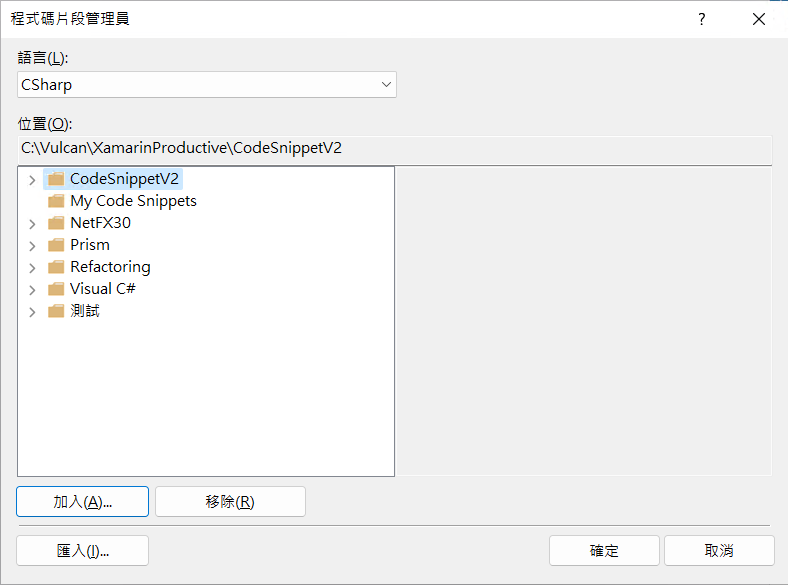 程式碼片段管理員
?
語言(L):
CSharp
位置(O):
C:\Vulcan\XamarinProductive\CodeSnippetV2
CodeSnippetV2
My Code Snippets
NetFX30
Prism
Refactoring
Visual C#
測試
加入(A)...
移除(R)
匯入(I)...
確定
取消